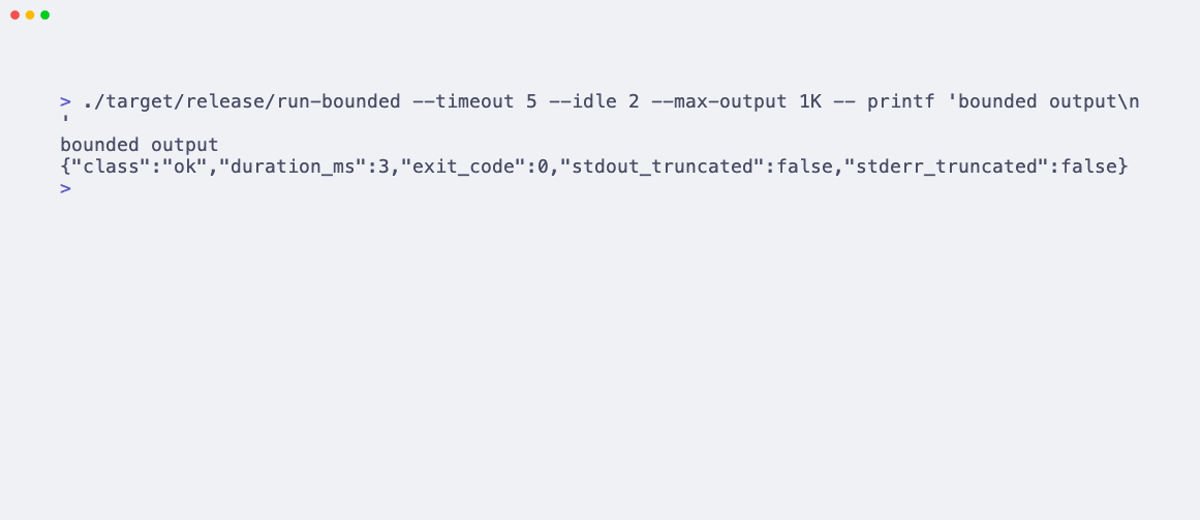 > ./target/release/run-bounded --timeout 5 --idle 2 --max-output 1K -- printf 'bounded output\n
'
bounded output
{"class":"ok","duration_ms":3,"exit_code":0,"stdout_truncated":false,"stderr_truncated":false}
>